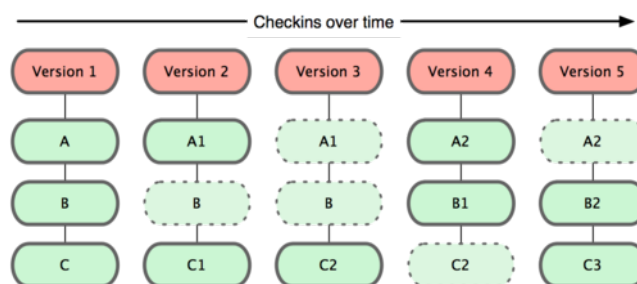 Checkins over time
Version 1 Version 2 Version 3 Version 4 Version 5
A A1 A1 A2 A2
B B B B1 B2
C C1 C2 C2 C3